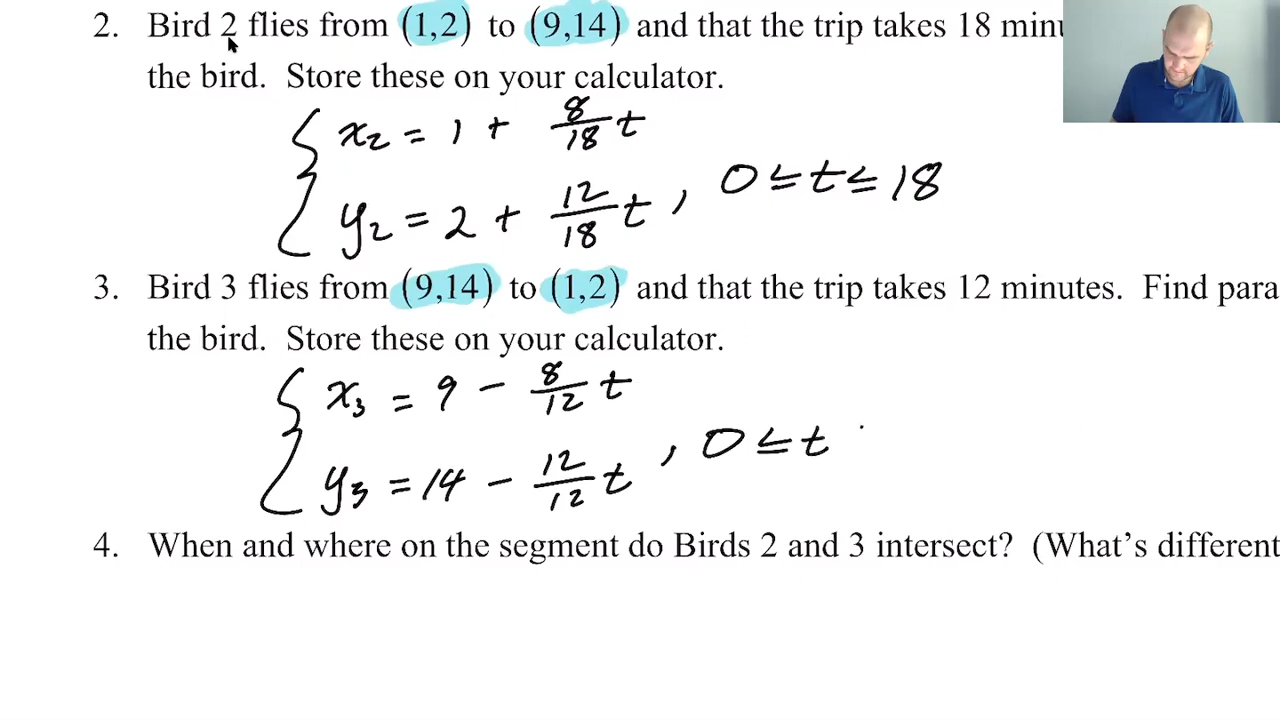 2. Bird 2 flies from (1,2) to (9,14) and that the trip takes 18
the bird. Store these on your calculator.
x₂ = 1 + 8/18 t
y₂ = 2 + 12/18 t, 0 ≤ t ≤ 18
3. Bird 3 flies from (9,14) to (1,2) and that the trip takes 12 minutes. Find para
the bird. Store these on your calculator.
x₃ = 9 - 8/12 t
y₃ = 14 - 12/12 t, 0 ≤ t
4. When and where on the segment do Birds 2 and 3 intersect? (What's different